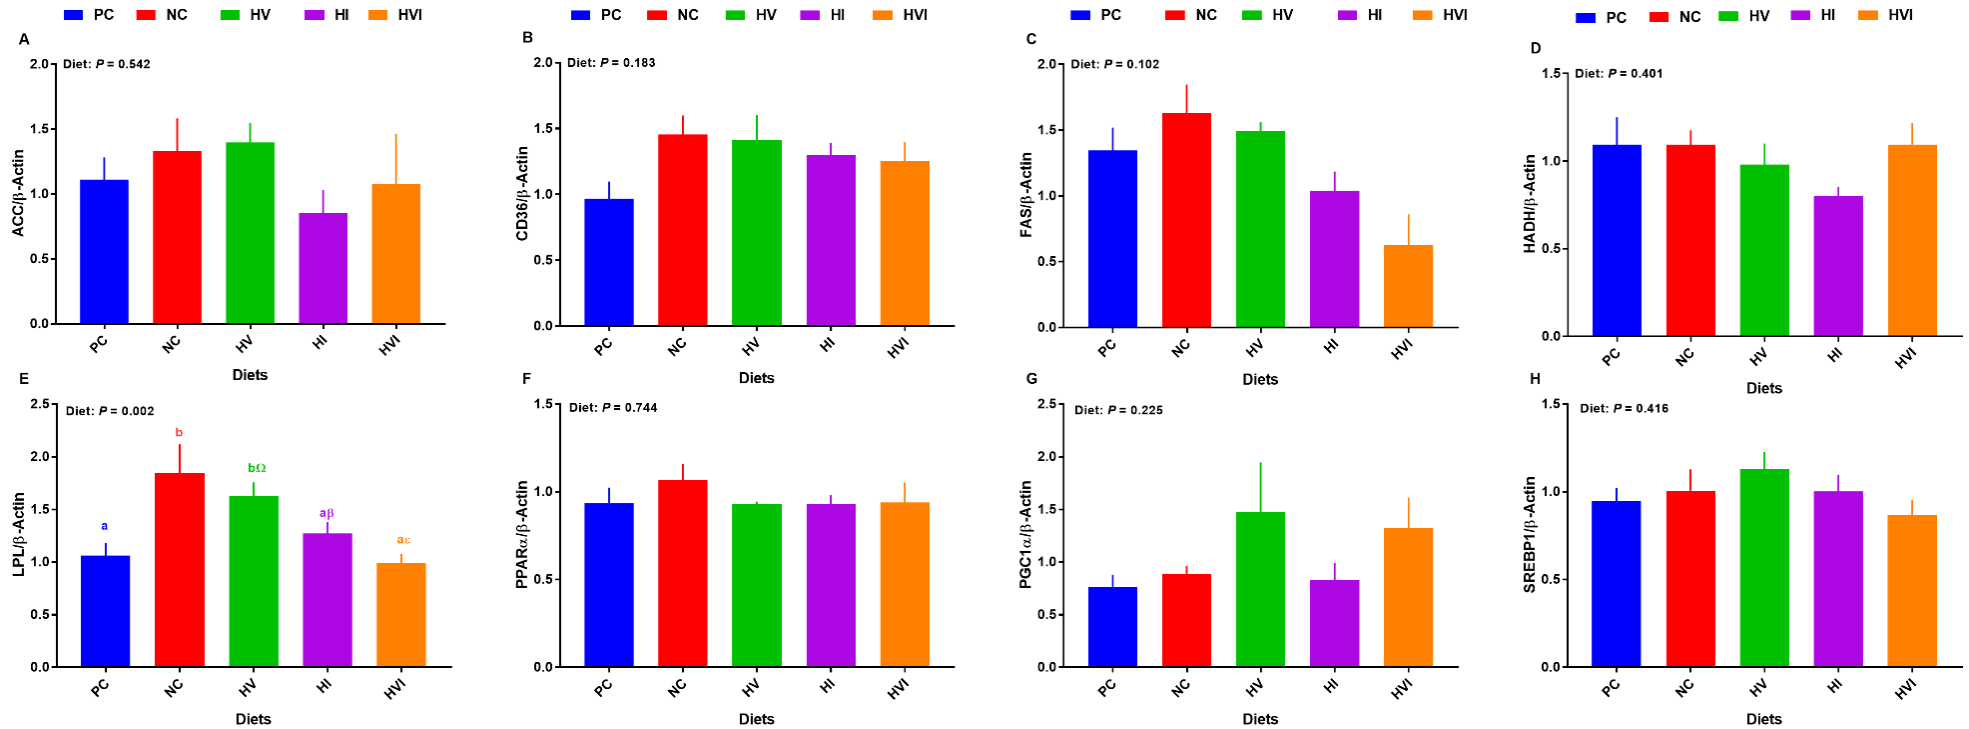 PC NC HV HI HVI
A
Diet: P = 0.542
2.0
1.5
1.0
0.5
0.0
ACC/β-Actin
PC NC HV HI HVI
Diets
PC NC HV HI HVI
B
Diet: P = 0.183
2.0
1.5
1.0
0.5
0.0
CD36/β-Actin
PC NC HV HI HVI
Diets
PC NC HV HI HVI
C
Diet: P = 0.102
2.0
1.5
1.0
0.5
0.0
FAS/β-Actin
PC NC HV HI HVI
Diets
PC NC HV HI HVI
D
Diet: P = 0.401
1.5
1.0
0.5
0.0
HADH/β-Actin
PC NC HV HI HVI
Diets
E
Diet: P = 0.002
2.5
2.0
1.5
1.0
0.5
0.0
LPL/β-Actin
a b bΩ aβ aε
PC NC HV HI HVI
Diets
F
Diet: P = 0.744
1.5
1.0
0.5
0.0
PPARα/β-Actin
PC NC HV HI HVI
Diets
G
Diet: P = 0.225
2.5
2.0
1.5
1.0
0.5
0.0
PGC1α/β-Actin
PC NC HV HI HVI
Diets
H
Diet: P = 0.416
1.5
1.0
0.5
0.0
SREBP1/β-Actin
PC NC HV HI HVI
Diets